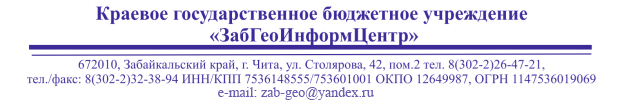 Краевое государственное бюджетное учреждение
«ЗабГеоИнформЦентр»
672010, Забайкальский край, г. Чита, ул. Столярова, 42, пом.2 тел. 8(302-2)26-47-21,
тел./факс: 8(302-2)32-38-94 ИНН/КПП 7536148555/753601001 ОКПО 12649987, ОГРН 1147536019069
e-mail: zab-geo@yandex.ru